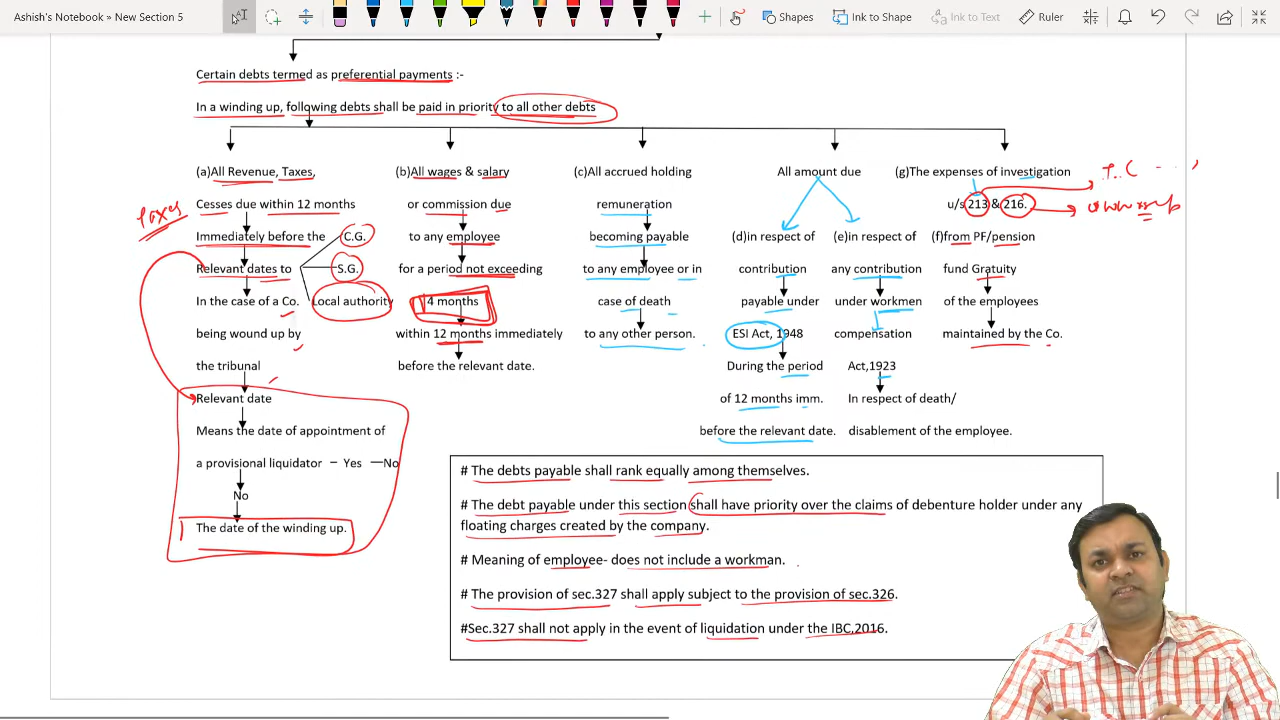 Ashish's Notebook » New Section 5
Shapes
Ink to Shape
Ink to Text
Ruler
Certain debts termed as preferential payments :-
In a winding up, following debts shall be paid in priority to all other debts
(a)All Revenue, Taxes,
Cesses due within 12 months
Immediately before the
Relevant dates to
In the case of a Co.
being wound up by
the tribunal
Relevant date
Means the date of appointment of
a provisional liquidator – Yes —No
No
The date of the winding up.
Taxes
C.G.
S.G.
Local authority
(b)All wages & salary
or commission due
to any employee
for a period not exceeding
4 months
within 12 months immediately
before the relevant date.
(c)All accrued holding
remuneration
becoming payable
to any employee or in
case of death
to any other person.
All amount due
(d)in respect of
contribution
payable under
ESI Act, 1948
During the period
of 12 months imm.
before the relevant date.
(e)in respect of
any contribution
under workmen
compensation
Act,1923
In respect of death/
disablement of the employee.
(g)The expenses of investigation
u/s 213 & 216.
(f)from PF/pension
fund Gratuity
of the employees
maintained by the Co.
# The debts payable shall rank equally among themselves.
# The debt payable under this section shall have priority over the claims of debenture holder under any
floating charges created by the company.
# Meaning of employee- does not include a workman.
# The provision of sec.327 shall apply subject to the provision of sec.326.
#Sec.327 shall not apply in the event of liquidation under the IBC,2016.